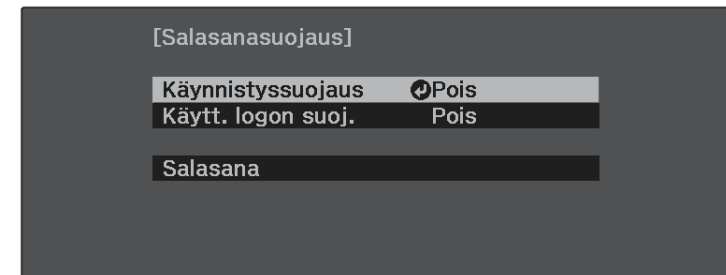 [Salasanasuojaus]
Käynnistyssuojaus Pois
Käytt. logon suoj. Pois
Salasana